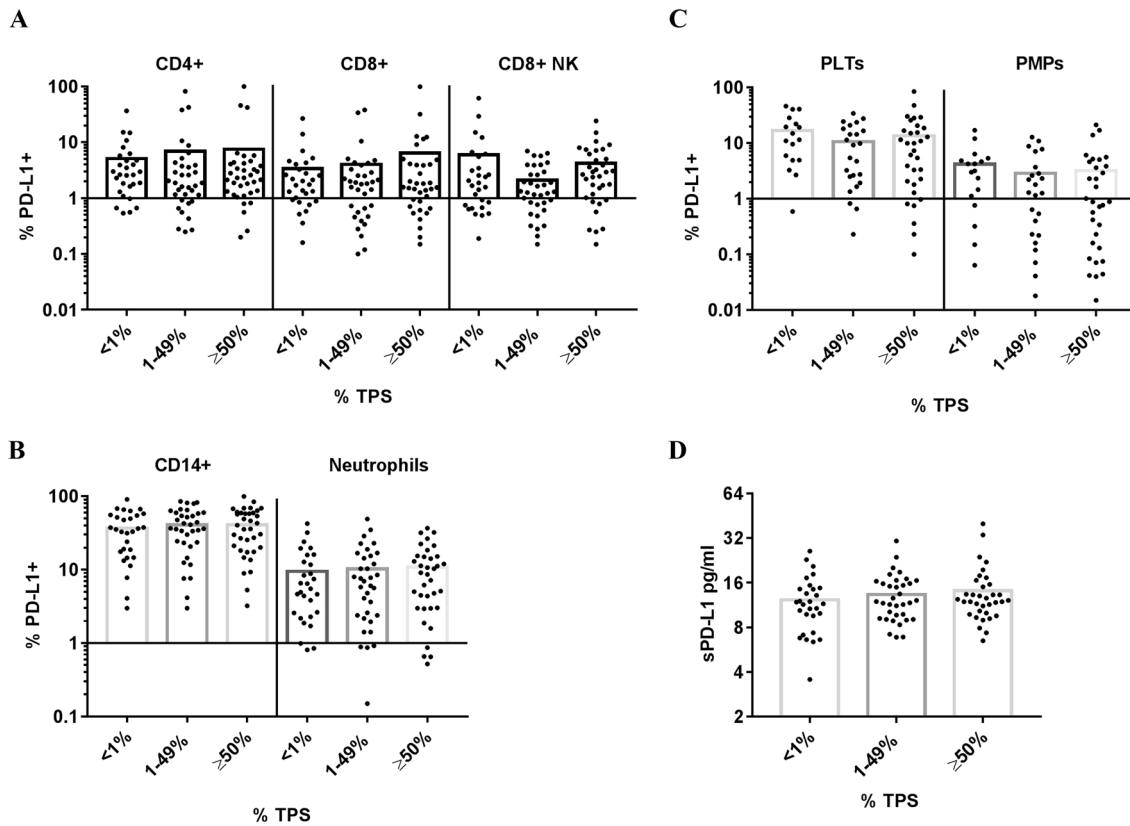 A
CD4+ CD8+ CD8+ NK
% PD-L1+
100
10
1
0.1
0.01
<1% 1-49% ≥50% <1% 1-49% ≥50% <1% 1-49% ≥50%
% TPS
C
PLTs PMPs
% PD-L1+
100
10
1
0.1
0.01
<1% 1-49% ≥50% <1% 1-49% ≥50%
% TPS
B
CD14+ Neutrophils
% PD-L1+
100
10
1
0.1
<1% 1-49% ≥50% <1% 1-49% ≥50%
% TPS
D
sPD-L1 pg/ml
64
32
16
8
4
2
<1% 1-49% ≥50%
% TPS